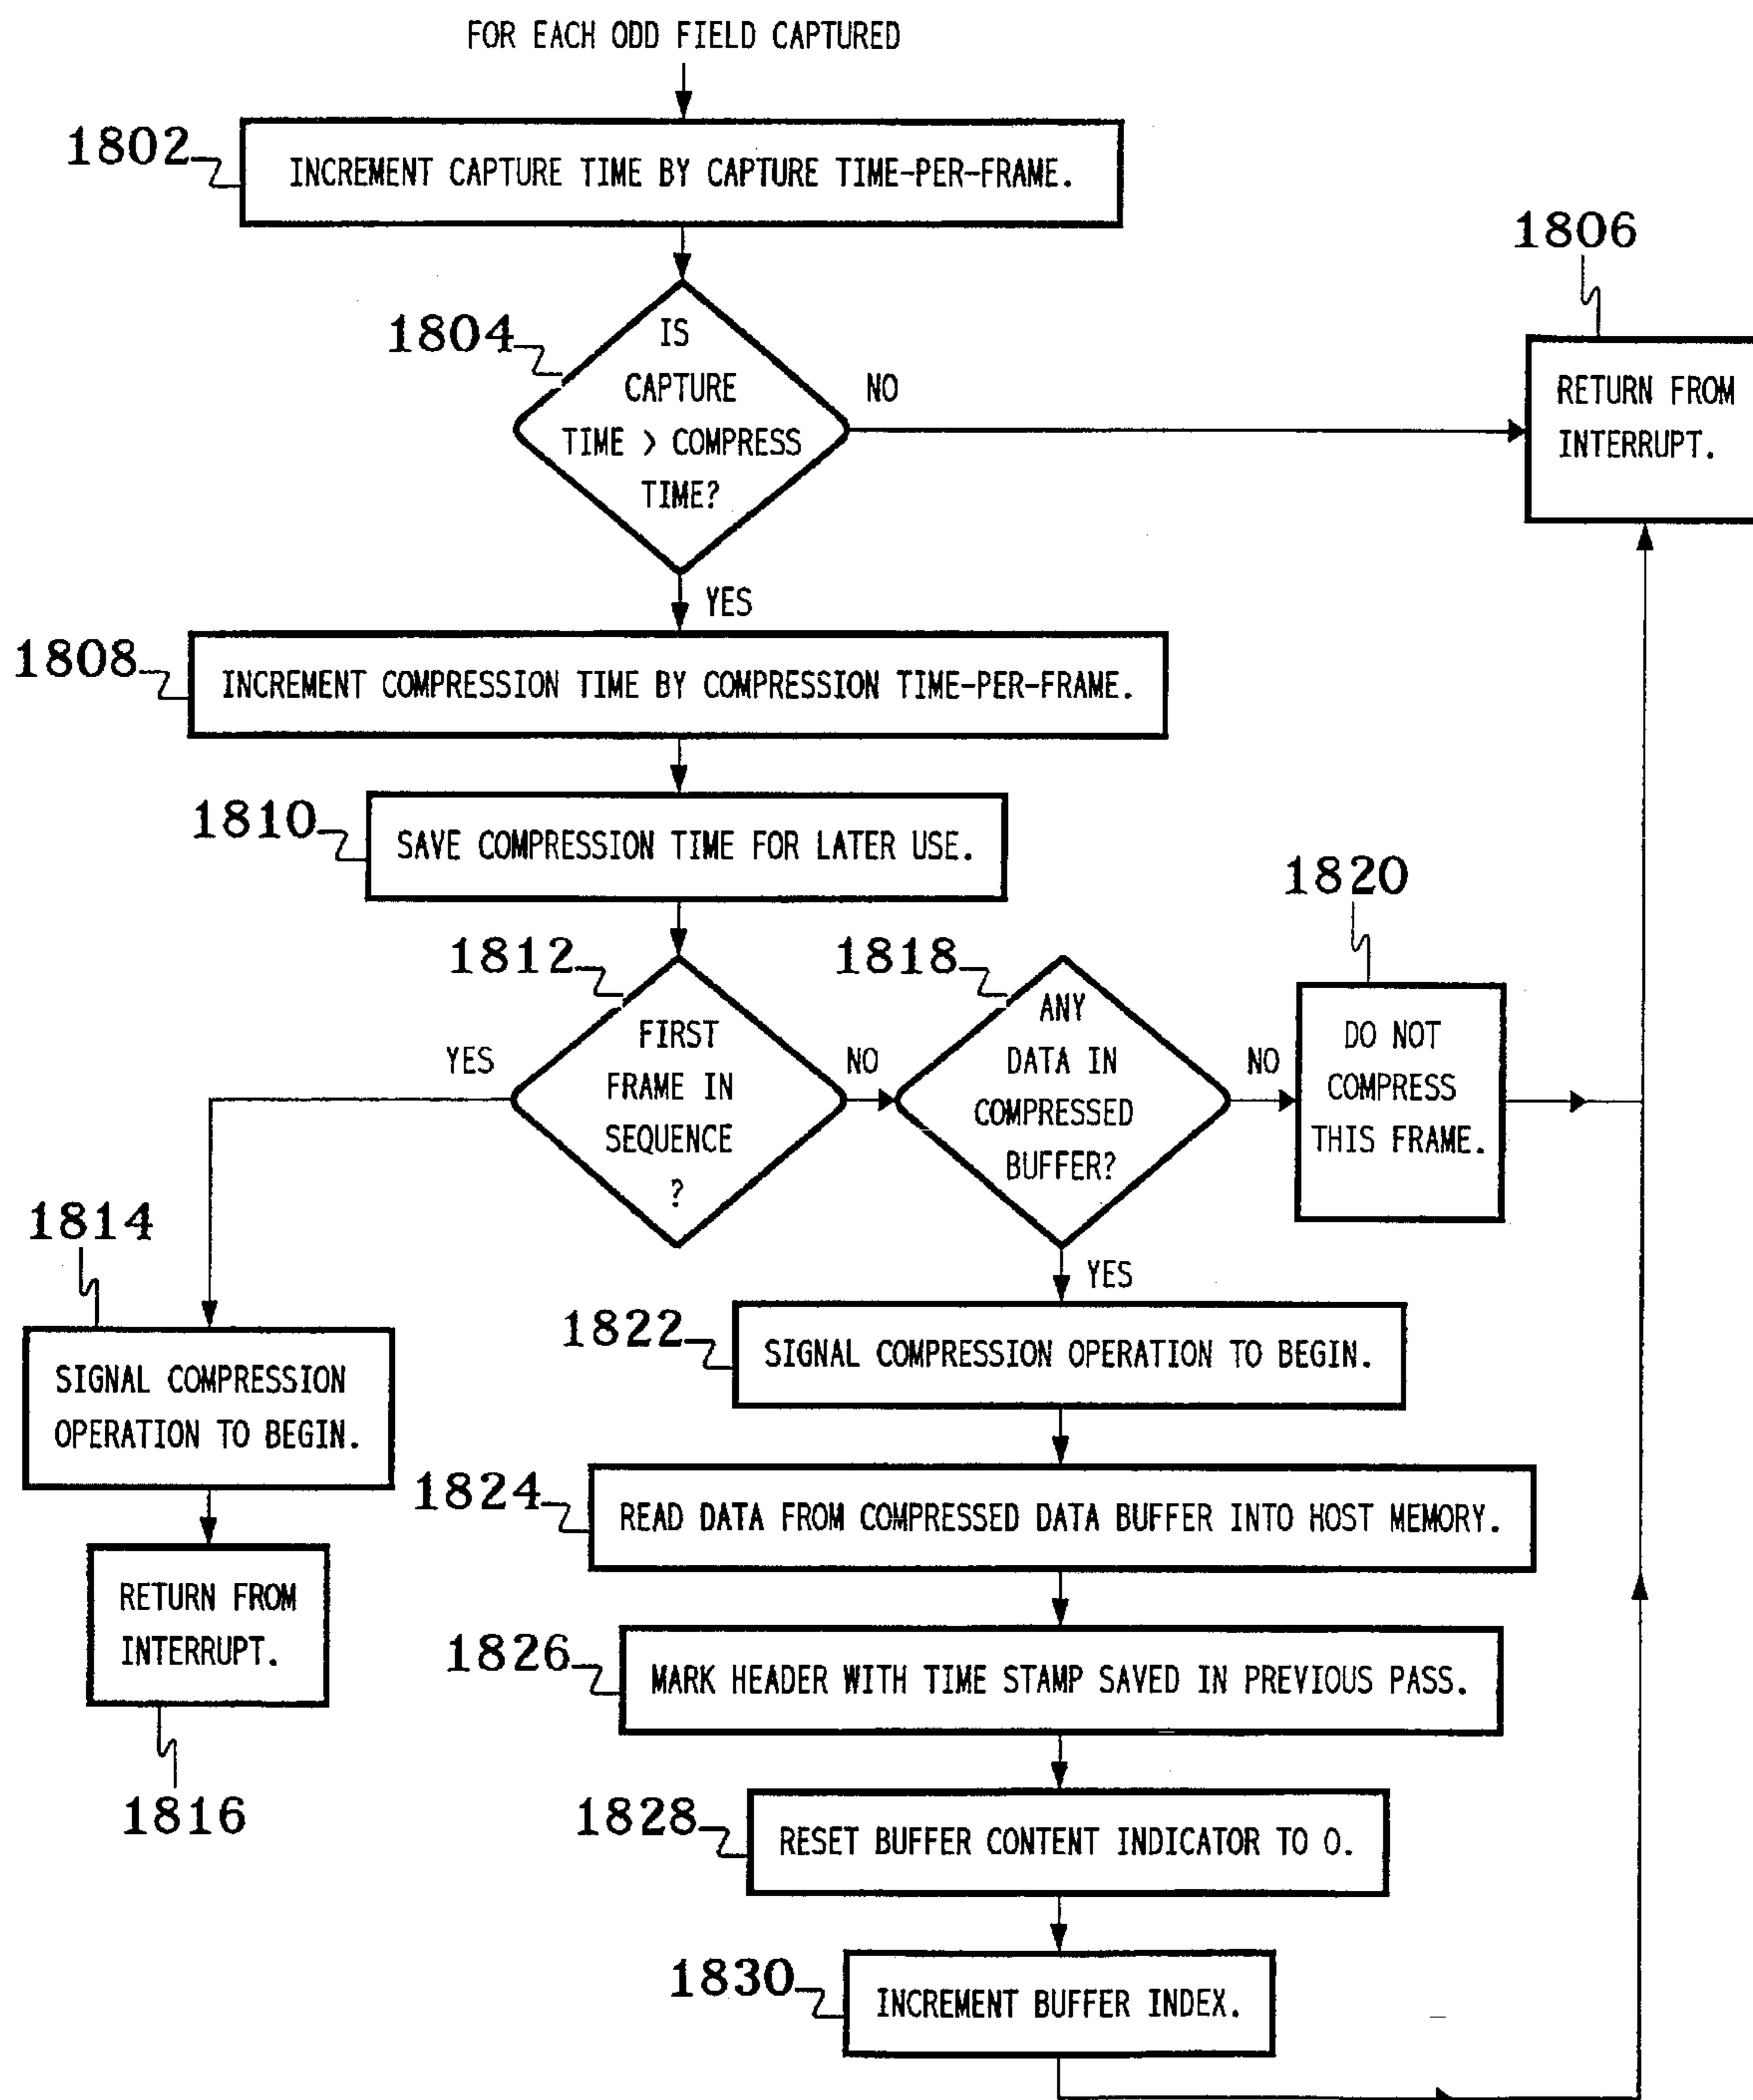 FOR EACH ODD FIELD CAPTURED
1802
INCREMENT CAPTURE TIME BY CAPTURE TIME-PER-FRAME.
1804
IS
CAPTURE
TIME > COMPRESS
TIME?
NO
1806
RETURN FROM
INTERRUPT.
YES
1808
INCREMENT COMPRESSION TIME BY COMPRESSION TIME-PER-FRAME.
1810
SAVE COMPRESSION TIME FOR LATER USE.
1812
FIRST
FRAME IN
SEQUENCE
?
YES
NO
1818
ANY
DATA IN
COMPRESSED
BUFFER?
NO
1820
DO NOT
COMPRESS
THIS FRAME.
YES
1814
SIGNAL COMPRESSION
OPERATION TO BEGIN.
RETURN FROM
INTERRUPT.
1816
1822
SIGNAL COMPRESSION OPERATION TO BEGIN.
1824
READ DATA FROM COMPRESSED DATA BUFFER INTO HOST MEMORY.
1826
MARK HEADER WITH TIME STAMP SAVED IN PREVIOUS PASS.
1828
RESET BUFFER CONTENT INDICATOR TO 0.
1830
INCREMENT BUFFER INDEX.